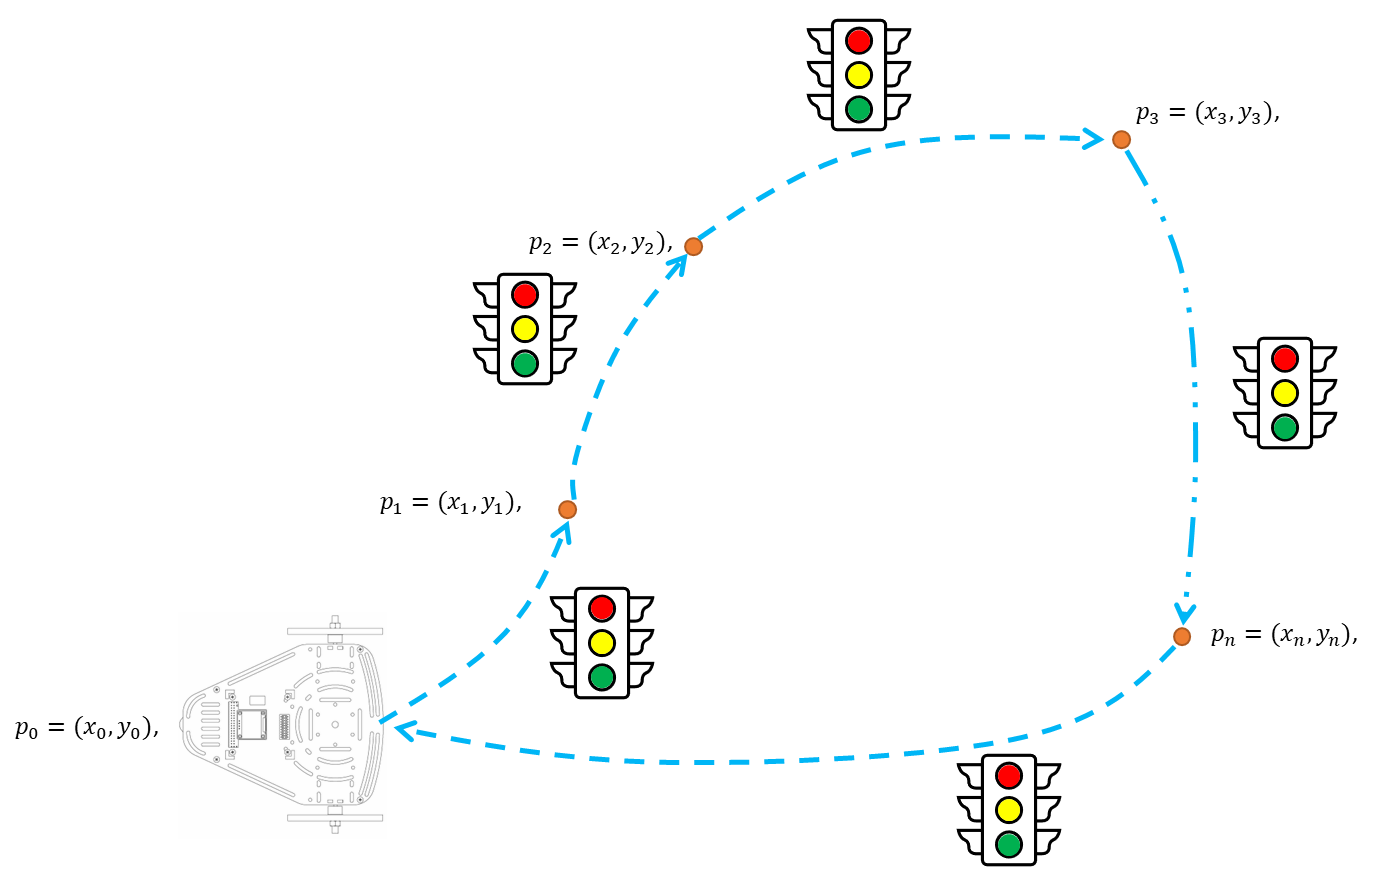 p₃ = (x₃, y₃),
p₂ = (x₂, y₂),
p₁ = (x₁, y₁),
pₙ = (xₙ, yₙ),
p₀ = (x₀, y₀),